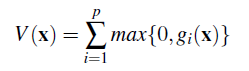 V(x) = \sum_{i=1}^{p} max{0, g_i(x)}